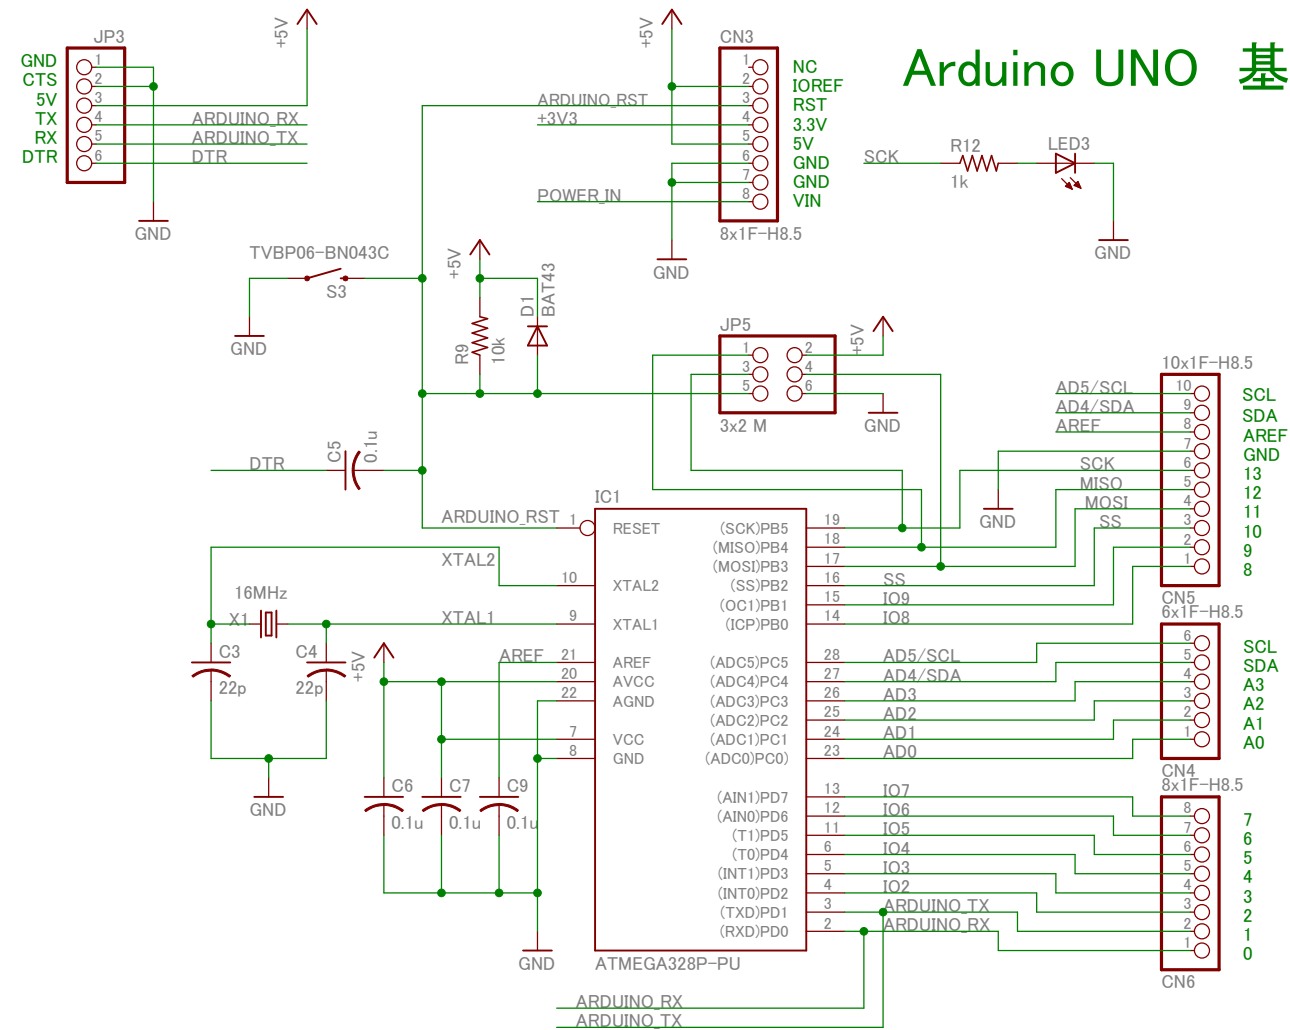 Arduino UNO 基
JP3
GND 1
CTS 2
5V 3
TX 4 ARDUINO_RX
RX 5 ARDUINO_TX
DTR 6 DTR
+5V
GND
+5V
CN3
1 NC
2 IOREF
ARDUINO_RST 3 RST
+3V3 4 3.3V
5 5V
6 GND
7 GND
POWER_IN 8 VIN
8x1F-H8.5
GND
SCK
R12
1k
LED3
GND
TVBP06-BN043C
S3
GND
+5V
R9
10k
D1
BAT43
JP5
1 2
3 4
5 6
3x2 M
+5V
GND
DTR
C5
0.1u
10x1F-H8.5
AD5/SCL 10 SCL
AD4/SDA 9 SDA
AREF 8 AREF
7 GND
SCK 6 13
MISO 5 12
MOSI 4 11
SS 3 10
2 9
1 8
CN5
GND
IC1
ARDUINO_RST 1 RESET
XTAL2 10 XTAL2
XTAL1 9 XTAL1
AREF 21 AREF
20 AVCC
22 AGND
7 VCC
8 GND
(SCK)PB5 19
(MISO)PB4 18
(MOSI)PB3 17
(SS)PB2 16 SS
(OC1)PB1 15 IO9
(ICP)PB0 14 IO8
(ADC5)PC5 28 AD5/SCL
(ADC4)PC4 27 AD4/SDA
(ADC3)PC3 26 AD3
(ADC2)PC2 25 AD2
(ADC1)PC1 24 AD1
(ADC0)PC0) 23 AD0
(AIN1)PD7 13 IO7
(AIN0)PD6 12 IO6
(T1)PD5 11 IO5
(T0)PD4 6 IO4
(INT1)PD3 5 IO3
(INT0)PD2 4 IO2
(TXD)PD1 3 ARDUINO_TX
(RXD)PD0 2 ARDUINO_RX
ATMEGA328P-PU
16MHz
X1
C3
22p
C4
22p
GND
+5V
C6
0.1u
C7
0.1u
C9
0.1u
GND
6x1F-H8.5
6 SCL
5 SDA
4 A3
3 A2
2 A1
1 A0
CN4
8x1F-H8.5
8 7
7 6
6 5
5 4
4 3
3 2
2 1
1 0
CN6
ARDUINO_RX
ARDUINO_TX